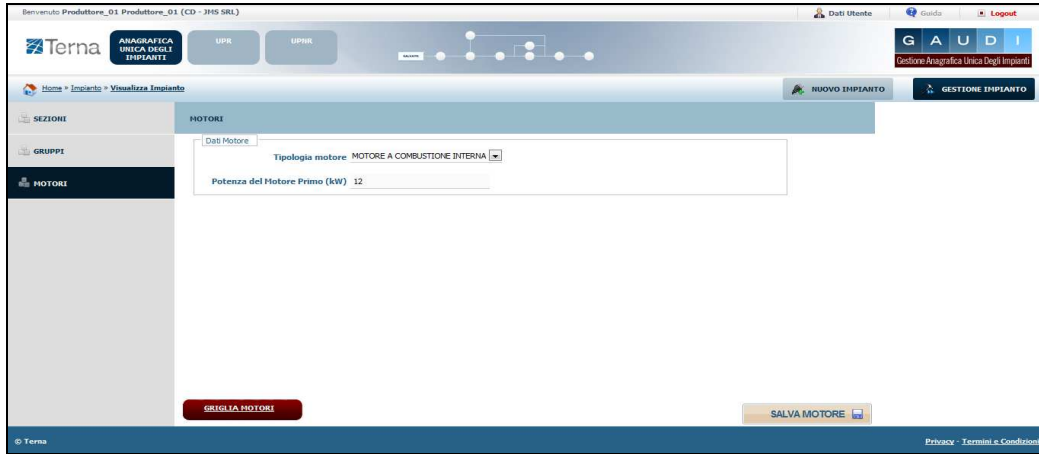 Benvenuto Produttore_01 Produttore_01 (CD - JMS SRL)
Dati Utente
Guida
Logout
Terna
ANAGRAFICA
UNICA DEGLI
IMPIANTI
UPR
UPNR
G A U D I
Gestione Anagrafica Unica Degli Impianti
Home » Impianto » Visualizza Impianto
NUOVO IMPIANTO
GESTIONE IMPIANTO
SEZIONI
MOTORI
GRUPPI
MOTORI
Dati Motore
Tipologia motore MOTORE A COMBUSTIONE INTERNA
Potenza del Motore Primo (kW) 12
GRIGLIA MOTORI
SALVA MOTORE
© Terna
Privacy - Termini e Condizioni